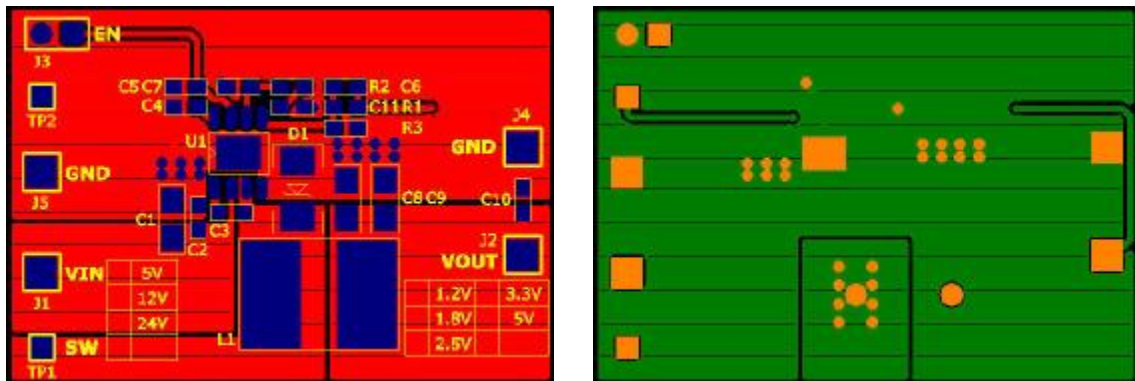 EN
J3
C5 C7
R2 C6
C4
C11 R1
TP2
R3
J4
U1
D1
GND
GND
J5
C1
C8 C9
C10
C3
C2
J2
VOUT
VIN
5V
J1
12V
1.2V 3.3V
24V
1.8V 5V
L1
2.5V
SW
TP1